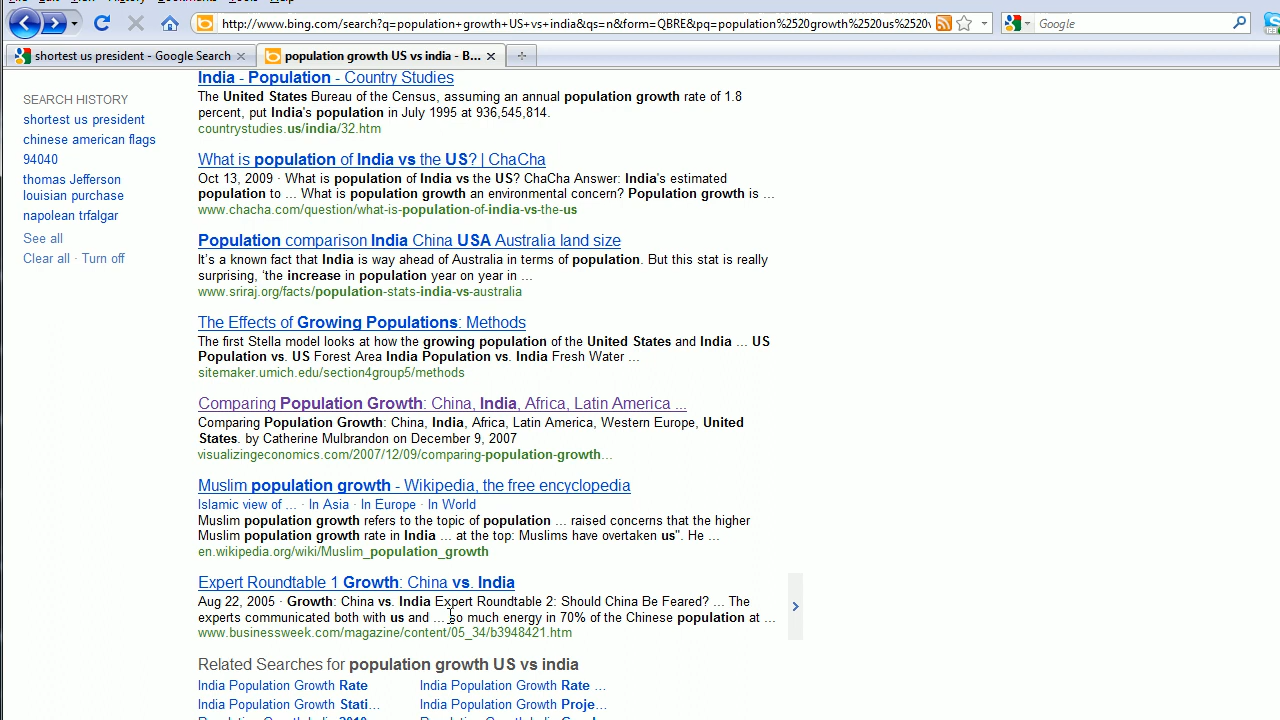 http://www.bing.com/search?q=population+growth+US+vs+india&qs=n&form=QBRE&pq=population%2520growth%2520us%2520v
Google
shortest us president - Google Search
population growth US vs india - B...
SEARCH HISTORY
shortest us president
chinese american flags
94040
thomas Jefferson
louisian purchase
napolean trfalgar
See all
Clear all · Turn off
India - Population - Country Studies
The United States Bureau of the Census, assuming an annual population growth rate of 1.8
percent, put India's population in July 1995 at 936,545,814.
countrystudies.us/india/32.htm
What is population of India vs the US? | ChaCha
Oct 13, 2009 · What is population of India vs the US? ChaCha Answer: India's estimated
population to ... What is population growth an environmental concern? Population growth is ...
www.chacha.com/question/what-is-population-of-india-vs-the-us
Population comparison India China USA Australia land size
It's a known fact that India is way ahead of Australia in terms of population. But this stat is really
surprising, 'the increase in population year on year in ...
www.sriraj.org/facts/population-stats-india-vs-australia
The Effects of Growing Populations: Methods
The first Stella model looks at how the growing population of the United States and India ... US
Population vs. US Forest Area India Population vs. India Fresh Water ...
sitemaker.umich.edu/section4group5/methods
Comparing Population Growth: China, India, Africa, Latin America ...
Comparing Population Growth: China, India, Africa, Latin America, Western Europe, United
States. by Catherine Mulbrandon on December 9, 2007
visualizingeconomics.com/2007/12/09/comparing-population-growth...
Muslim population growth - Wikipedia, the free encyclopedia
Islamic view of ... · In Asia · In Europe · In World
Muslim population growth refers to the topic of population ... raised concerns that the higher
Muslim population growth rate in India ... at the top: Muslims have overtaken us". He ...
en.wikipedia.org/wiki/Muslim_population_growth
Expert Roundtable 1 Growth: China vs. India
Aug 22, 2005 · Growth: China vs. India Expert Roundtable 2: Should China Be Feared? ... The
experts communicated both with us and ... so much energy in 70% of the Chinese population at ...
www.businessweek.com/magazine/content/05_34/b3948421.htm
Related Searches for population growth US vs india
India Population Growth Rate
India Population Growth Rate ...
India Population Growth Stati...
India Population Growth Proje...